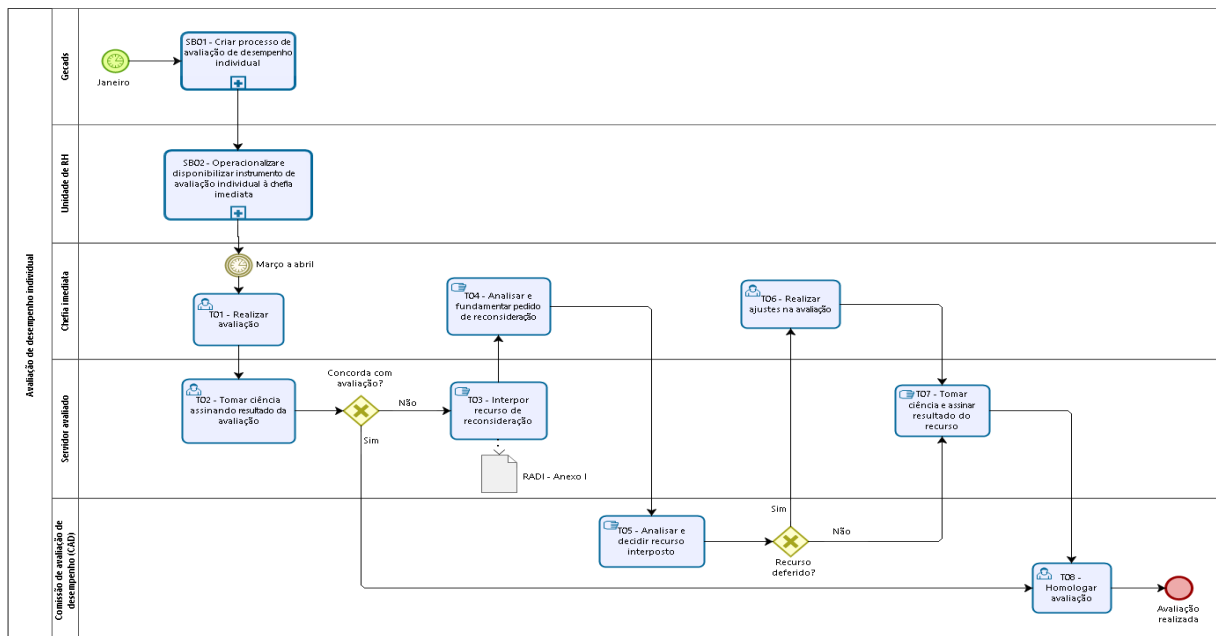 Avaliação de desempenho individual
Gecads
Janeiro
SB01 - Criar processo de
avaliação de desempenho
individual
Unidade de RH
SB02 - Operacionalizar e
disponibilizar instrumento de
avaliação individual à chefia
imediata
Chefia imediata
Março a abril
T01 - Realizar
avaliação
T04 - Analisar e
fundamentar pedido
de reconsideração
T06 - Realizar
ajustes na avaliação
Servidor avaliado
T02 - Tomar ciência
assinando resultado da
avaliação
Concorda com
avaliação?
Não
Sim
T03 - Interpor
recurso de
reconsideração
RADI - Anexo I
T07 - Tomar
ciência e assinar
resultado do
recurso
Comissão de avaliação de
desempenho (CAD)
T05 - Analisar e
decidir recurso
interposto
Sim
Não
Recurso
deferido?
T08 -
Homologar
avaliação
Avaliação
realizada